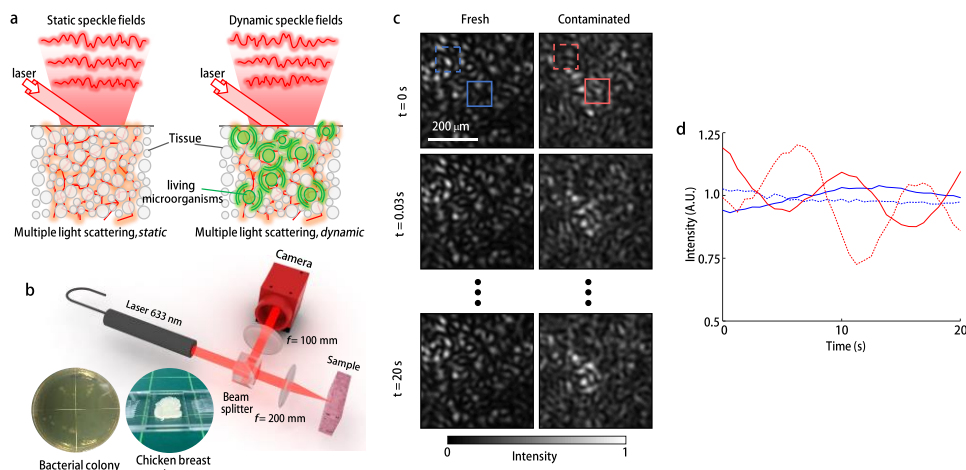 a
Static speckle fields
Dynamic speckle fields
laser
laser
Tissue
living
microorganisms
Multiple light scattering, static
Multiple light scattering, dynamic
b
Camera
Laser 633 nm
f= 100 mm
Sample
Beam
splitter
f= 200 mm
Bacterial colony
Chicken breast
c
Fresh
Contaminated
t = 0 s
200 μm
t = 0.03s
t = 20 s
0
Intensity
1
d
1.25
1.0
0.75
0.5
Intensity (A.U.)
0
10
20
Time (s)